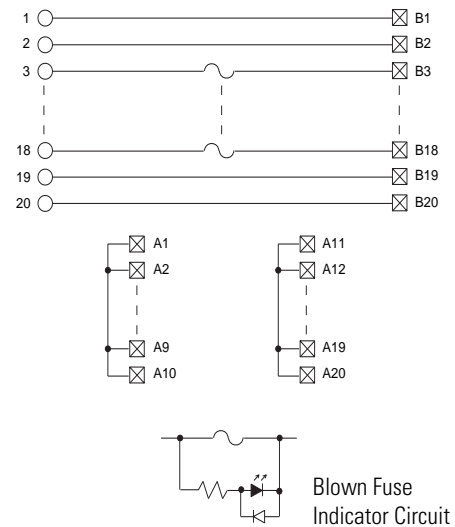 1 B1
2 B2
3 B3
18 B18
19 B19
20 B20
A1 A11
A2 A12
A9 A19
A10 A20
Blown Fuse
Indicator Circuit